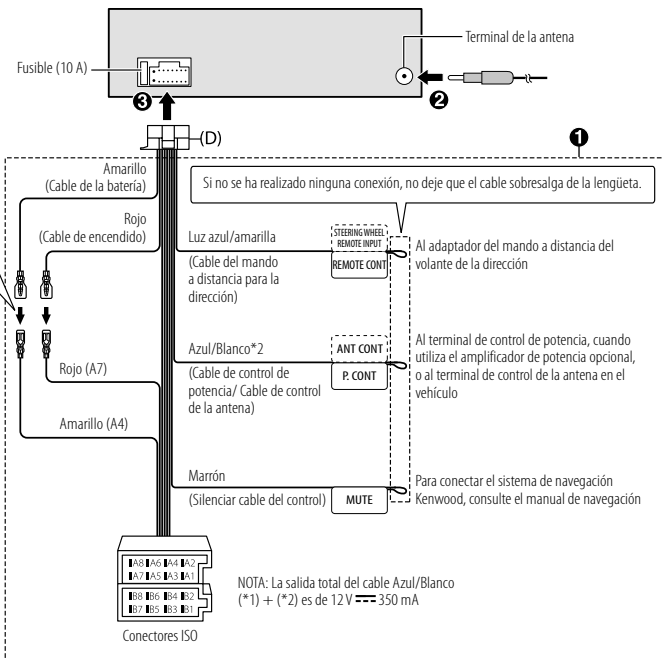 Terminal de la antena
Fusible (10 A)
❸
❷
(D)
❶
Amarillo
(Cable de la batería)
Si no se ha realizado ninguna conexión, no deje que el cable sobresalga de la lengüeta.
Rojo
(Cable de encendido)
Luz azul/amarilla
(Cable del mando
a distancia para la
dirección)
STEERING WHEEL
REMOTE INPUT
REMOTE CONT
Al adaptador del mando a distancia del
volante de la dirección
Azul/Blanco*2
(Cable de control de
potencia/ Cable de control
de la antena)
ANT CONT
P. CONT
Al terminal de control de potencia, cuando
utiliza el amplificador de potencia opcional,
o al terminal de control de la antena en el
vehículo
Rojo (A7)
Amarillo (A4)
Marrón
(Silenciar cable del control)
MUTE
Para conectar el sistema de navegación
Kenwood, consulte el manual de navegación
A8 A6 A4 A2
A7 A5 A3 A1
B8 B6 B4 B2
B7 B5 B3 B1
Conectores ISO
NOTA: La salida total del cable Azul/Blanco
(*1) + (*2) es de 12 V ⎓ 350 mA